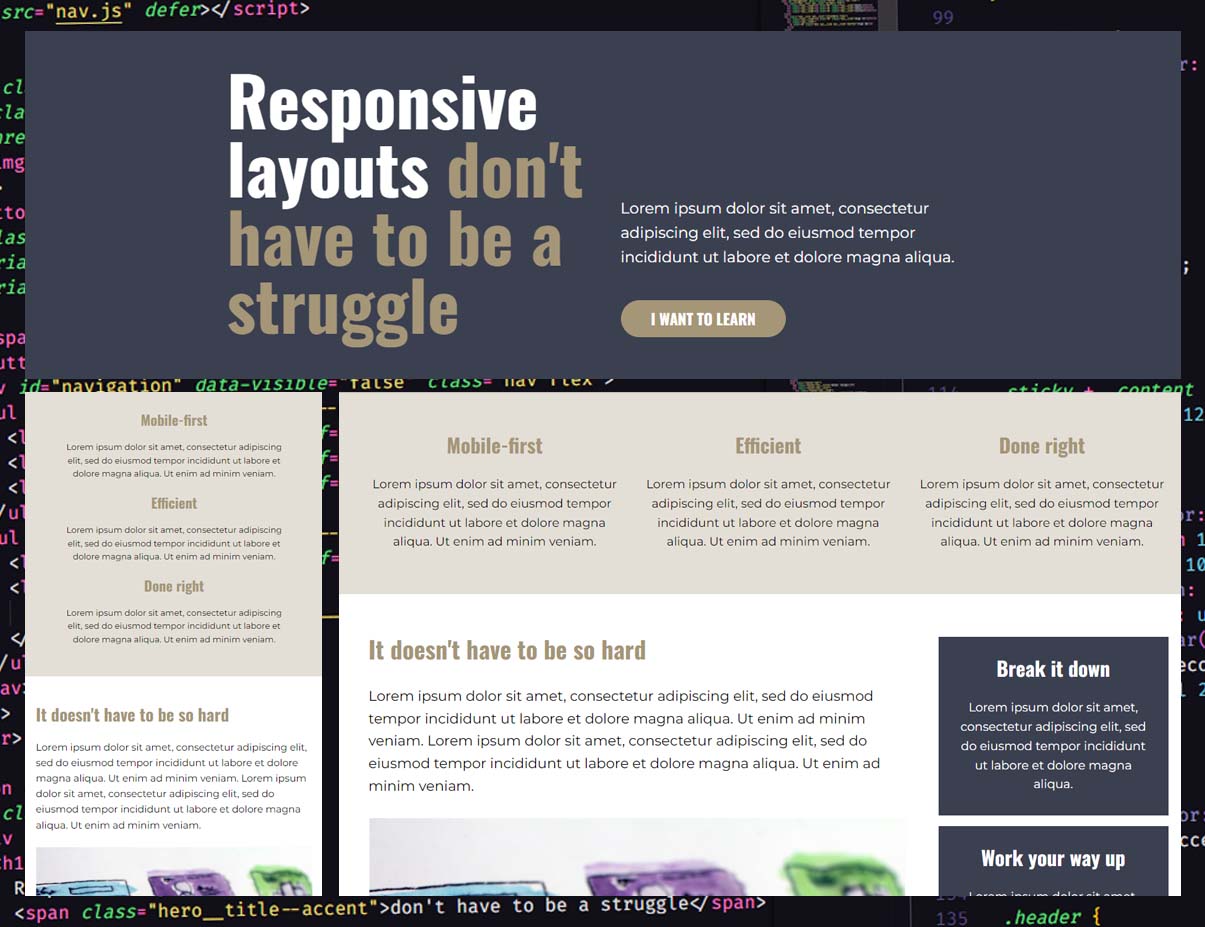 src="nav.js" defer></script>
99
Responsive
layouts don't
have to be a
struggle
Lorem ipsum dolor sit amet, consectetur
adipiscing elit, sed do eiusmod tempor
incididunt ut labore et dolore magna aliqua.
I WANT TO LEARN
id="navigation" data-visible="false" class="nav flex">
sticky + .content
Mobile-first
Lorem ipsum dolor sit amet, consectetur adipiscing
elit, sed do eiusmod tempor incididunt ut labore et
dolore magna aliqua. Ut enim ad minim veniam.
Efficient
Lorem ipsum dolor sit amet, consectetur adipiscing
elit, sed do eiusmod tempor incididunt ut labore et
dolore magna aliqua. Ut enim ad minim veniam.
Done right
Lorem ipsum dolor sit amet, consectetur adipiscing
elit, sed do eiusmod tempor incididunt ut labore et
dolore magna aliqua. Ut enim ad minim veniam.
It doesn't have to be so hard
Lorem ipsum dolor sit amet, consectetur adipiscing elit,
sed do eiusmod tempor incididunt ut labore et dolore
magna aliqua. Ut enim ad minim veniam. Lorem ipsum
dolor sit amet, consectetur adipiscing elit, sed do
eiusmod tempor incididunt ut labore et dolore magna
aliqua. Ut enim ad minim veniam.
Mobile-first
Lorem ipsum dolor sit amet, consectetur
adipiscing elit, sed do eiusmod tempor
incididunt ut labore et dolore magna
aliqua. Ut enim ad minim veniam.
Efficient
Lorem ipsum dolor sit amet, consectetur
adipiscing elit, sed do eiusmod tempor
incididunt ut labore et dolore magna
aliqua. Ut enim ad minim veniam.
Done right
Lorem ipsum dolor sit amet, consectetur
adipiscing elit, sed do eiusmod tempor
incididunt ut labore et dolore magna
aliqua. Ut enim ad minim veniam.
It doesn't have to be so hard
Lorem ipsum dolor sit amet, consectetur adipiscing elit, sed do eiusmod
tempor incididunt ut labore et dolore magna aliqua. Ut enim ad minim
veniam. Lorem ipsum dolor sit amet, consectetur adipiscing elit, sed do
eiusmod tempor incididunt ut labore et dolore magna aliqua. Ut enim ad
minim veniam.
Break it down
Lorem ipsum dolor sit amet,
consectetur adipiscing elit, sed
do eiusmod tempor incididunt
ut labore et dolore magna
aliqua.
Work your way up
Lorem ipsum dolor sit amet,
<span class="hero__title--accent">don't have to be a struggle</span>
135 .header {